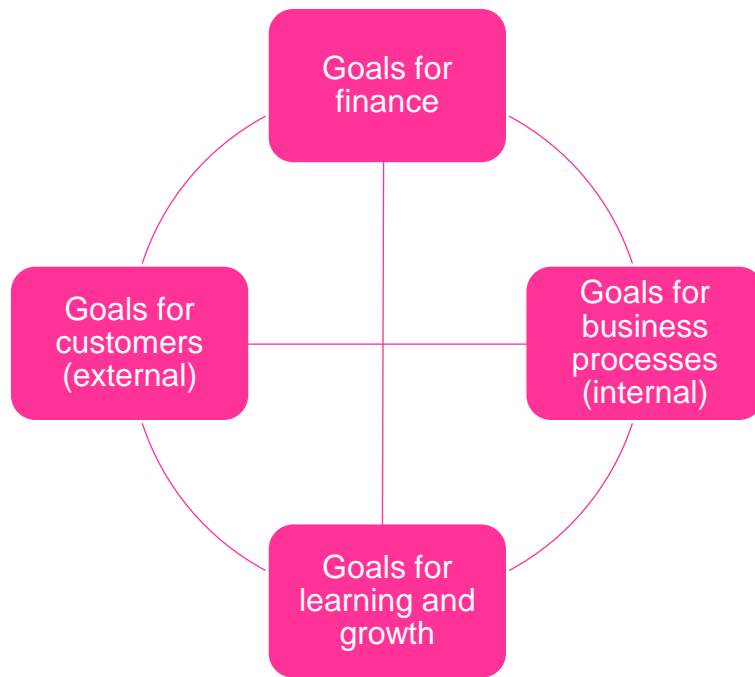 Goals for
finance
Goals for
customers
(external)
Goals for
business
processes
(internal)
Goals for
learning and
growth